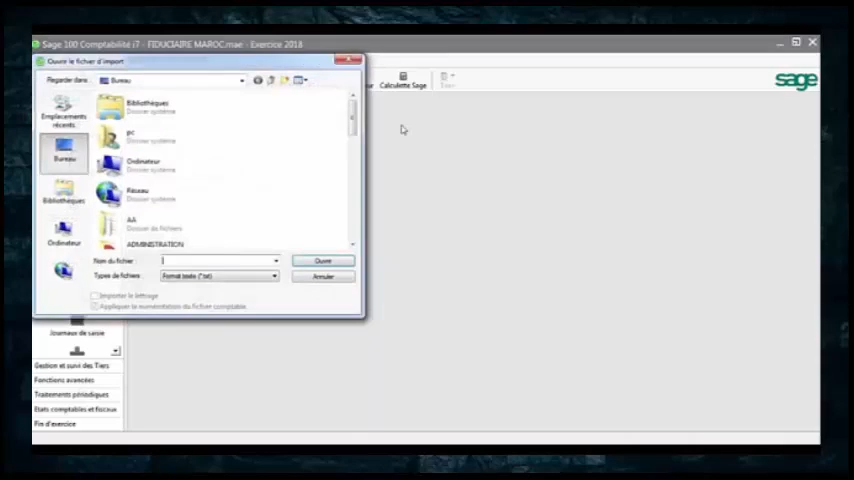 Sage 100 Comptabilité i7 - FIDUCIAIRE MAROC.mae - Exercice 2018
Ouvrir le fichier d'import
Regarder dans :
Bureau
Calculette Sage
sage
Emplacements
récents
Bureau
Bibliothèques
Ordinateur
Bibliothèques
Dossier système
pc
Dossier système
Ordinateur
Dossier système
Réseau
Dossier système
AA
Dossier de fichiers
ADMINISTRATION
Nom du fichier :
Ouvrir
Types de fichiers :
Format texte (*.txt)
Annuler
Importer le lettrage
Appliquer la numérotation du fichier comptable
Journaux de saisie
Gestion et suivi des Tiers
Fonctions avancées
Traitements périodiques
Etats comptables et fiscaux
Fin d'exercice